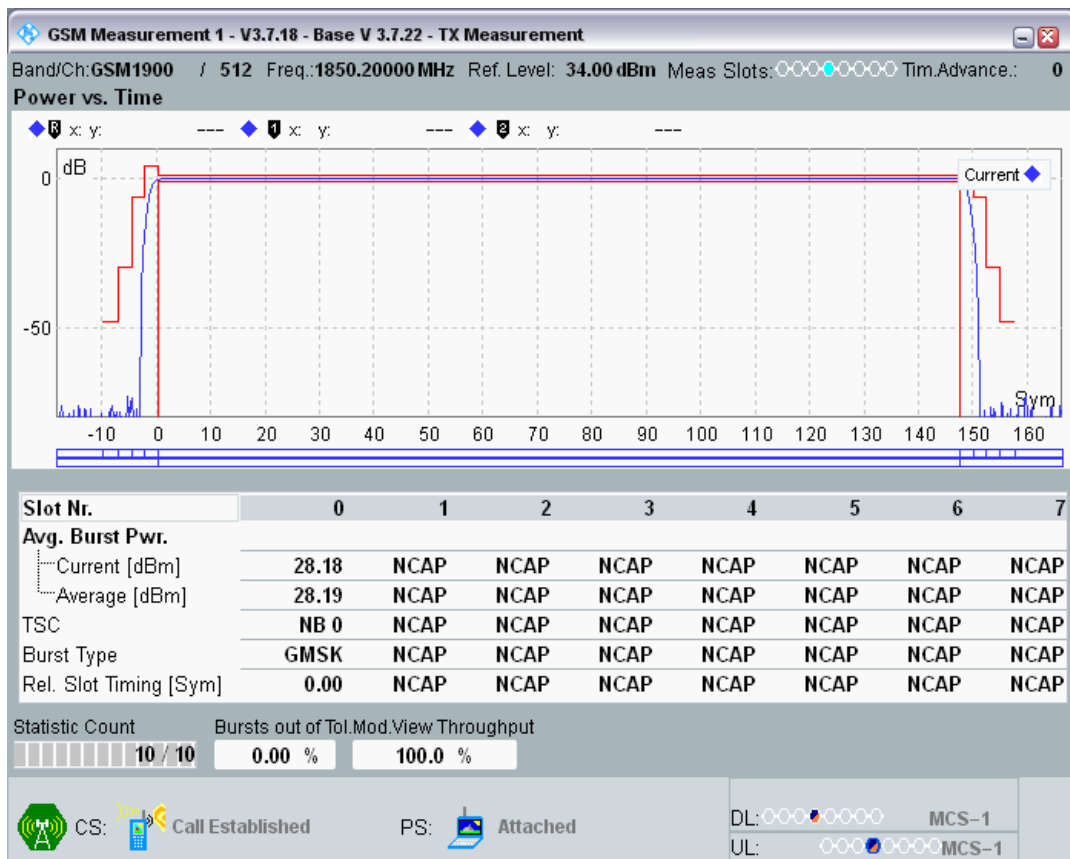 GSM Measurement 1 - V3.7.18 - Base V 3.7.22 - TX Measurement
Band/Ch:GSM1900 / 512 Freq.:1850.20000 MHz Ref. Level: 34.00 dBm Meas Slots: Tim.Advance.: 0
Power vs. Time
R x: y: --- 1 x: y: --- 2 x: y: ---
dB
Current
0
-50
Sym
-10 0 10 20 30 40 50 60 70 80 90 100 110 120 130 140 150 160
Slot Nr. 0 1 2 3 4 5 6 7
Avg. Burst Pwr.
Current [dBm] 28.18 NCAP NCAP NCAP NCAP NCAP NCAP NCAP
Average [dBm] 28.19 NCAP NCAP NCAP NCAP NCAP NCAP NCAP
TSC NB 0 NCAP NCAP NCAP NCAP NCAP NCAP NCAP
Burst Type GMSK NCAP NCAP NCAP NCAP NCAP NCAP NCAP
Rel. Slot Timing [Sym] 0.00 NCAP NCAP NCAP NCAP NCAP NCAP NCAP
Statistic Count Bursts out of Tol.Mod.View Throughput
10 / 10 0.00 % 100.0 %
CS: Call Established PS: Attached
DL: MCS-1
UL: MCS-1